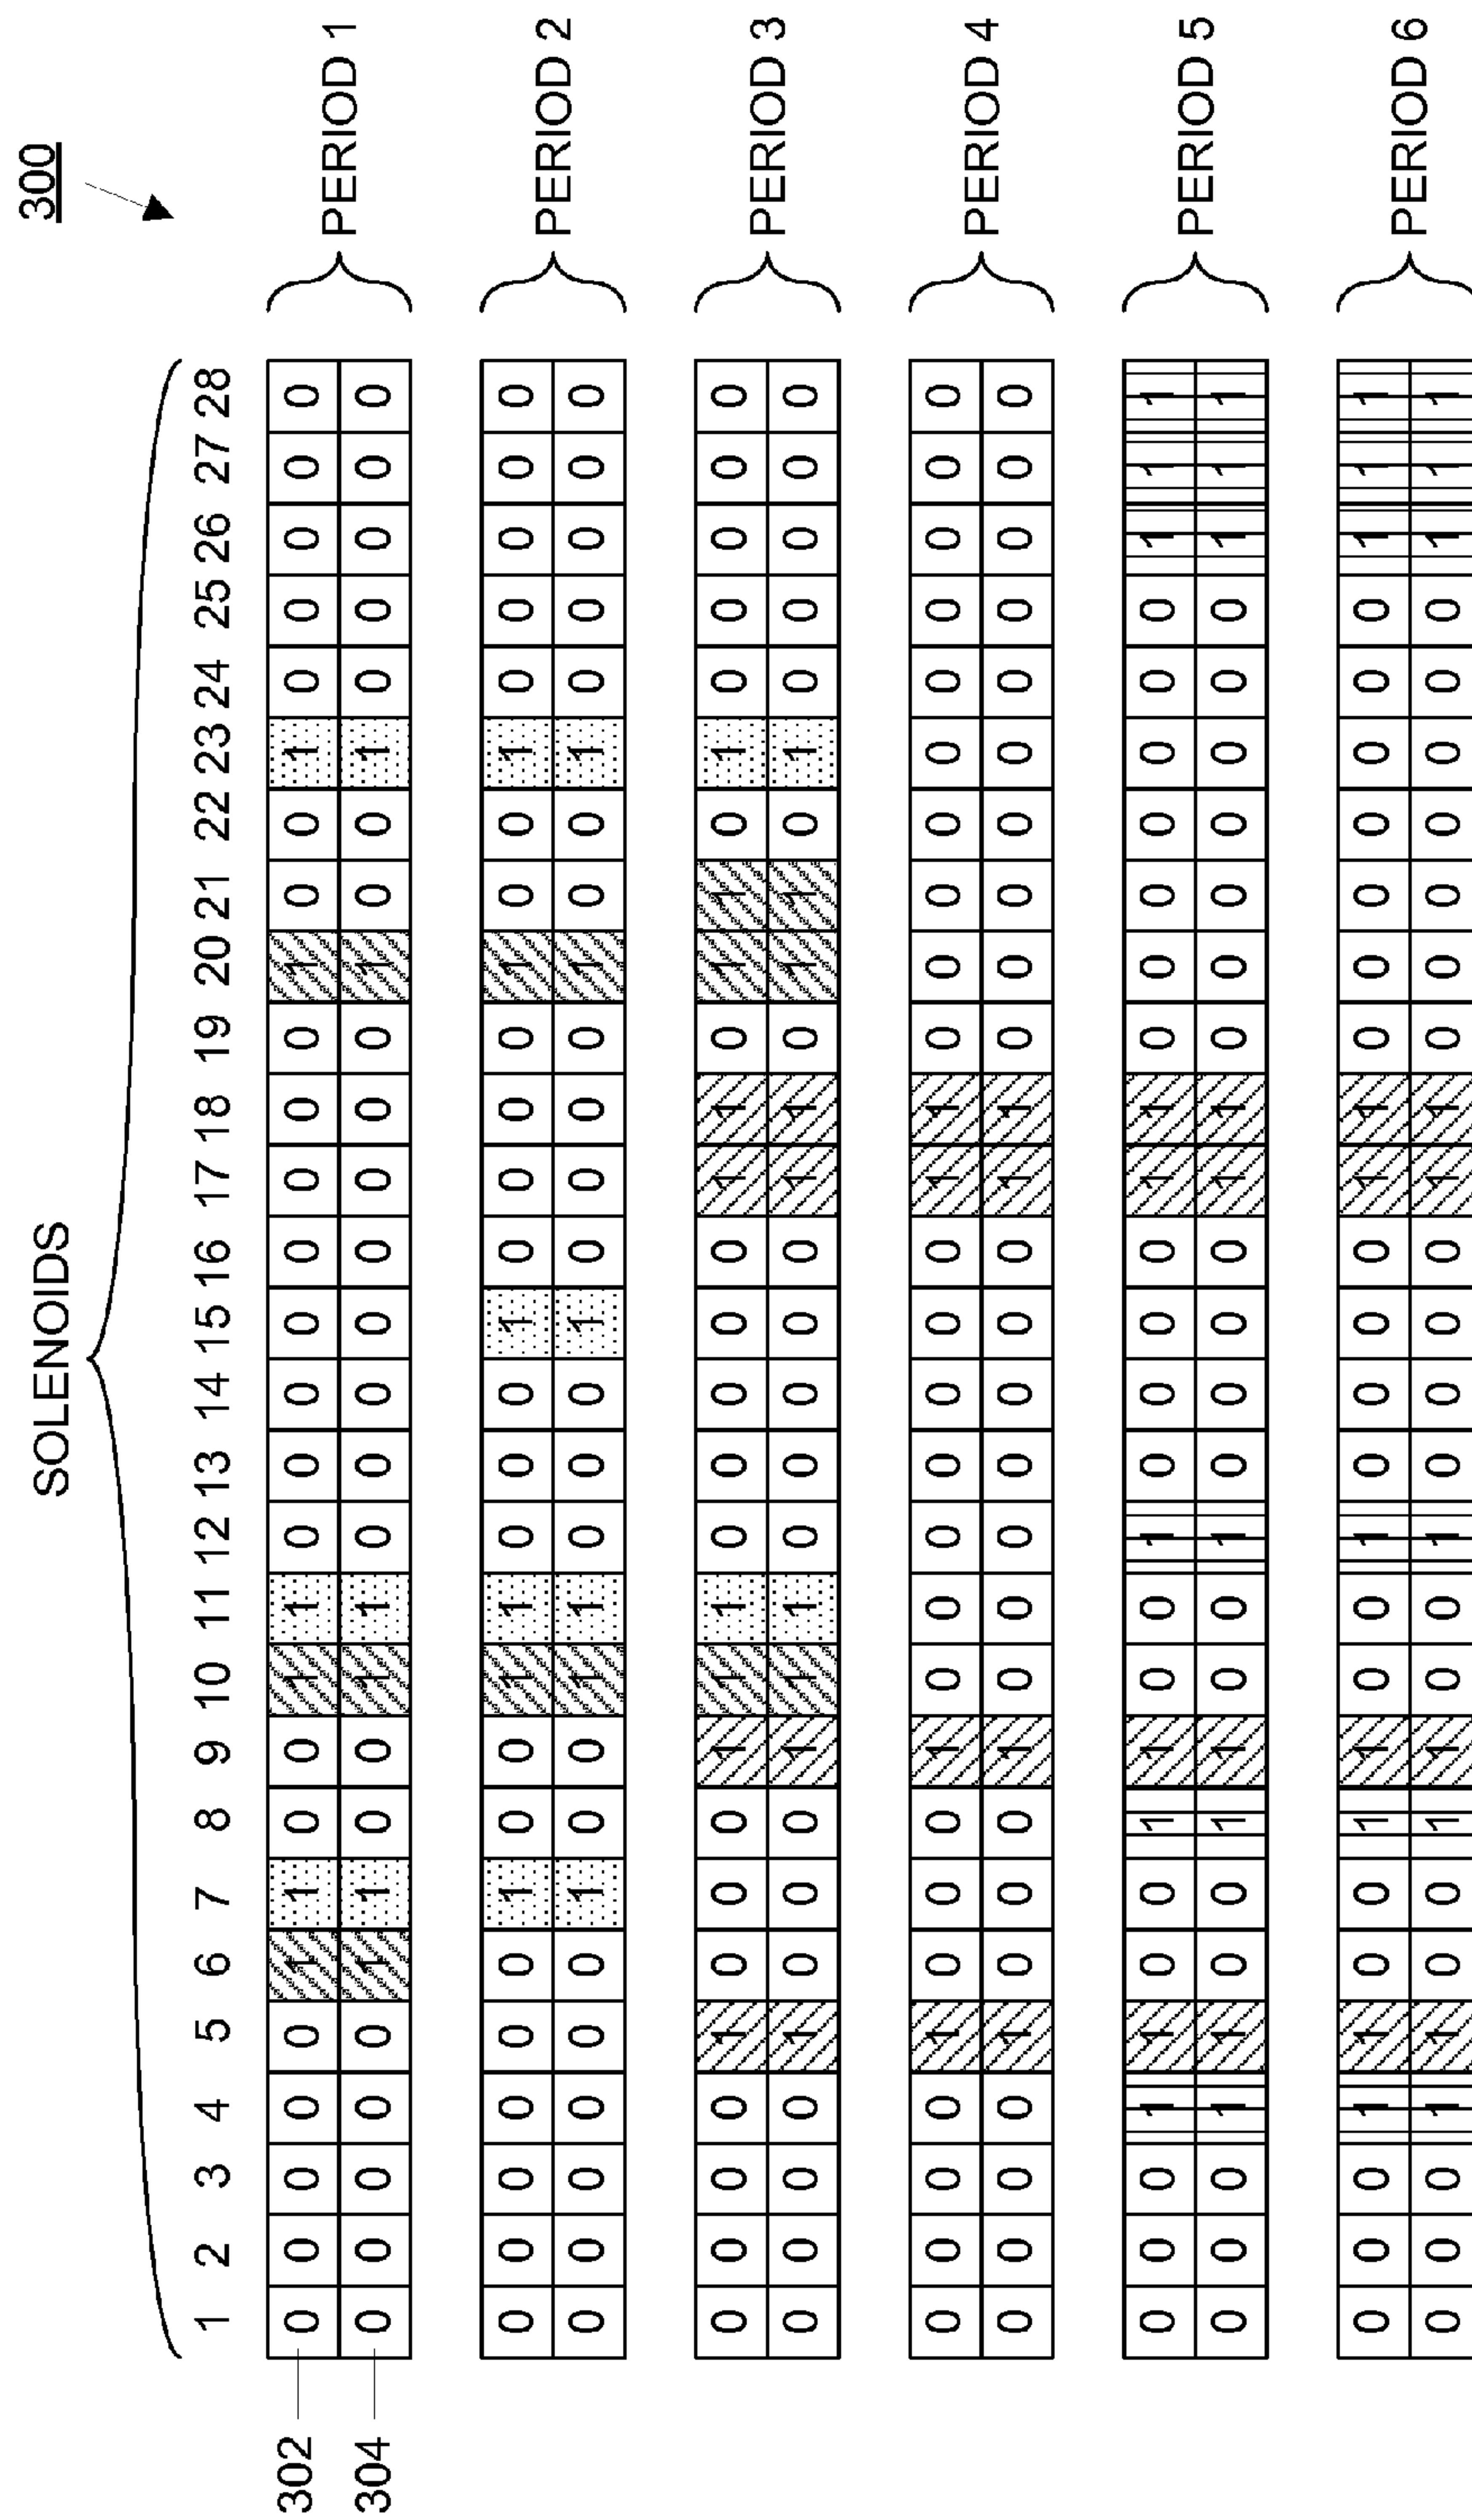 300
SOLENOIDS
1 2 3 4 5 6 7 8 9 10 11 12 13 14 15 16 17 18 19 20 21 22 23 24 25 26 27 28
302 0 0 0 0 0 1 1 0 0 1 1 0 0 0 0 0 0 0 0 1 0 0 1 0 0 0 0 0
PERIOD 1
304 0 0 0 0 0 1 1 0 0 1 1 0 0 0 0 0 0 0 0 1 0 0 1 0 0 0 0 0
0 0 0 0 0 0 1 0 0 1 1 0 0 0 1 0 0 0 0 1 0 0 1 0 0 0 0 0
PERIOD 2
0 0 0 0 0 0 1 0 0 1 1 0 0 0 1 0 0 0 0 1 0 0 1 0 0 0 0 0
0 0 0 0 1 0 0 0 1 1 1 0 0 0 0 0 1 1 0 1 1 0 1 0 0 0 0 0
PERIOD 3
0 0 0 0 1 0 0 0 1 1 1 0 0 0 0 0 1 1 0 1 1 0 1 0 0 0 0 0
0 0 0 0 1 0 0 0 1 0 0 0 0 0 0 0 1 1 0 0 0 0 0 0 0 0 0 0
PERIOD 4
0 0 0 0 1 0 0 0 1 0 0 0 0 0 0 0 1 1 0 0 0 0 0 0 0 0 0 0
0 0 0 1 1 0 0 1 1 0 0 1 0 0 0 0 1 1 0 0 0 0 0 0 0 1 1 1
PERIOD 5
0 0 0 1 1 0 0 1 1 0 0 1 0 0 0 0 1 1 0 0 0 0 0 0 0 1 1 1
0 0 0 1 1 0 0 1 1 0 0 1 0 0 0 0 1 1 0 0 0 0 0 0 0 1 1 1
PERIOD 6
0 0 0 1 1 0 0 1 1 0 0 1 0 0 0 0 1 1 0 0 0 0 0 0 0 1 1 1